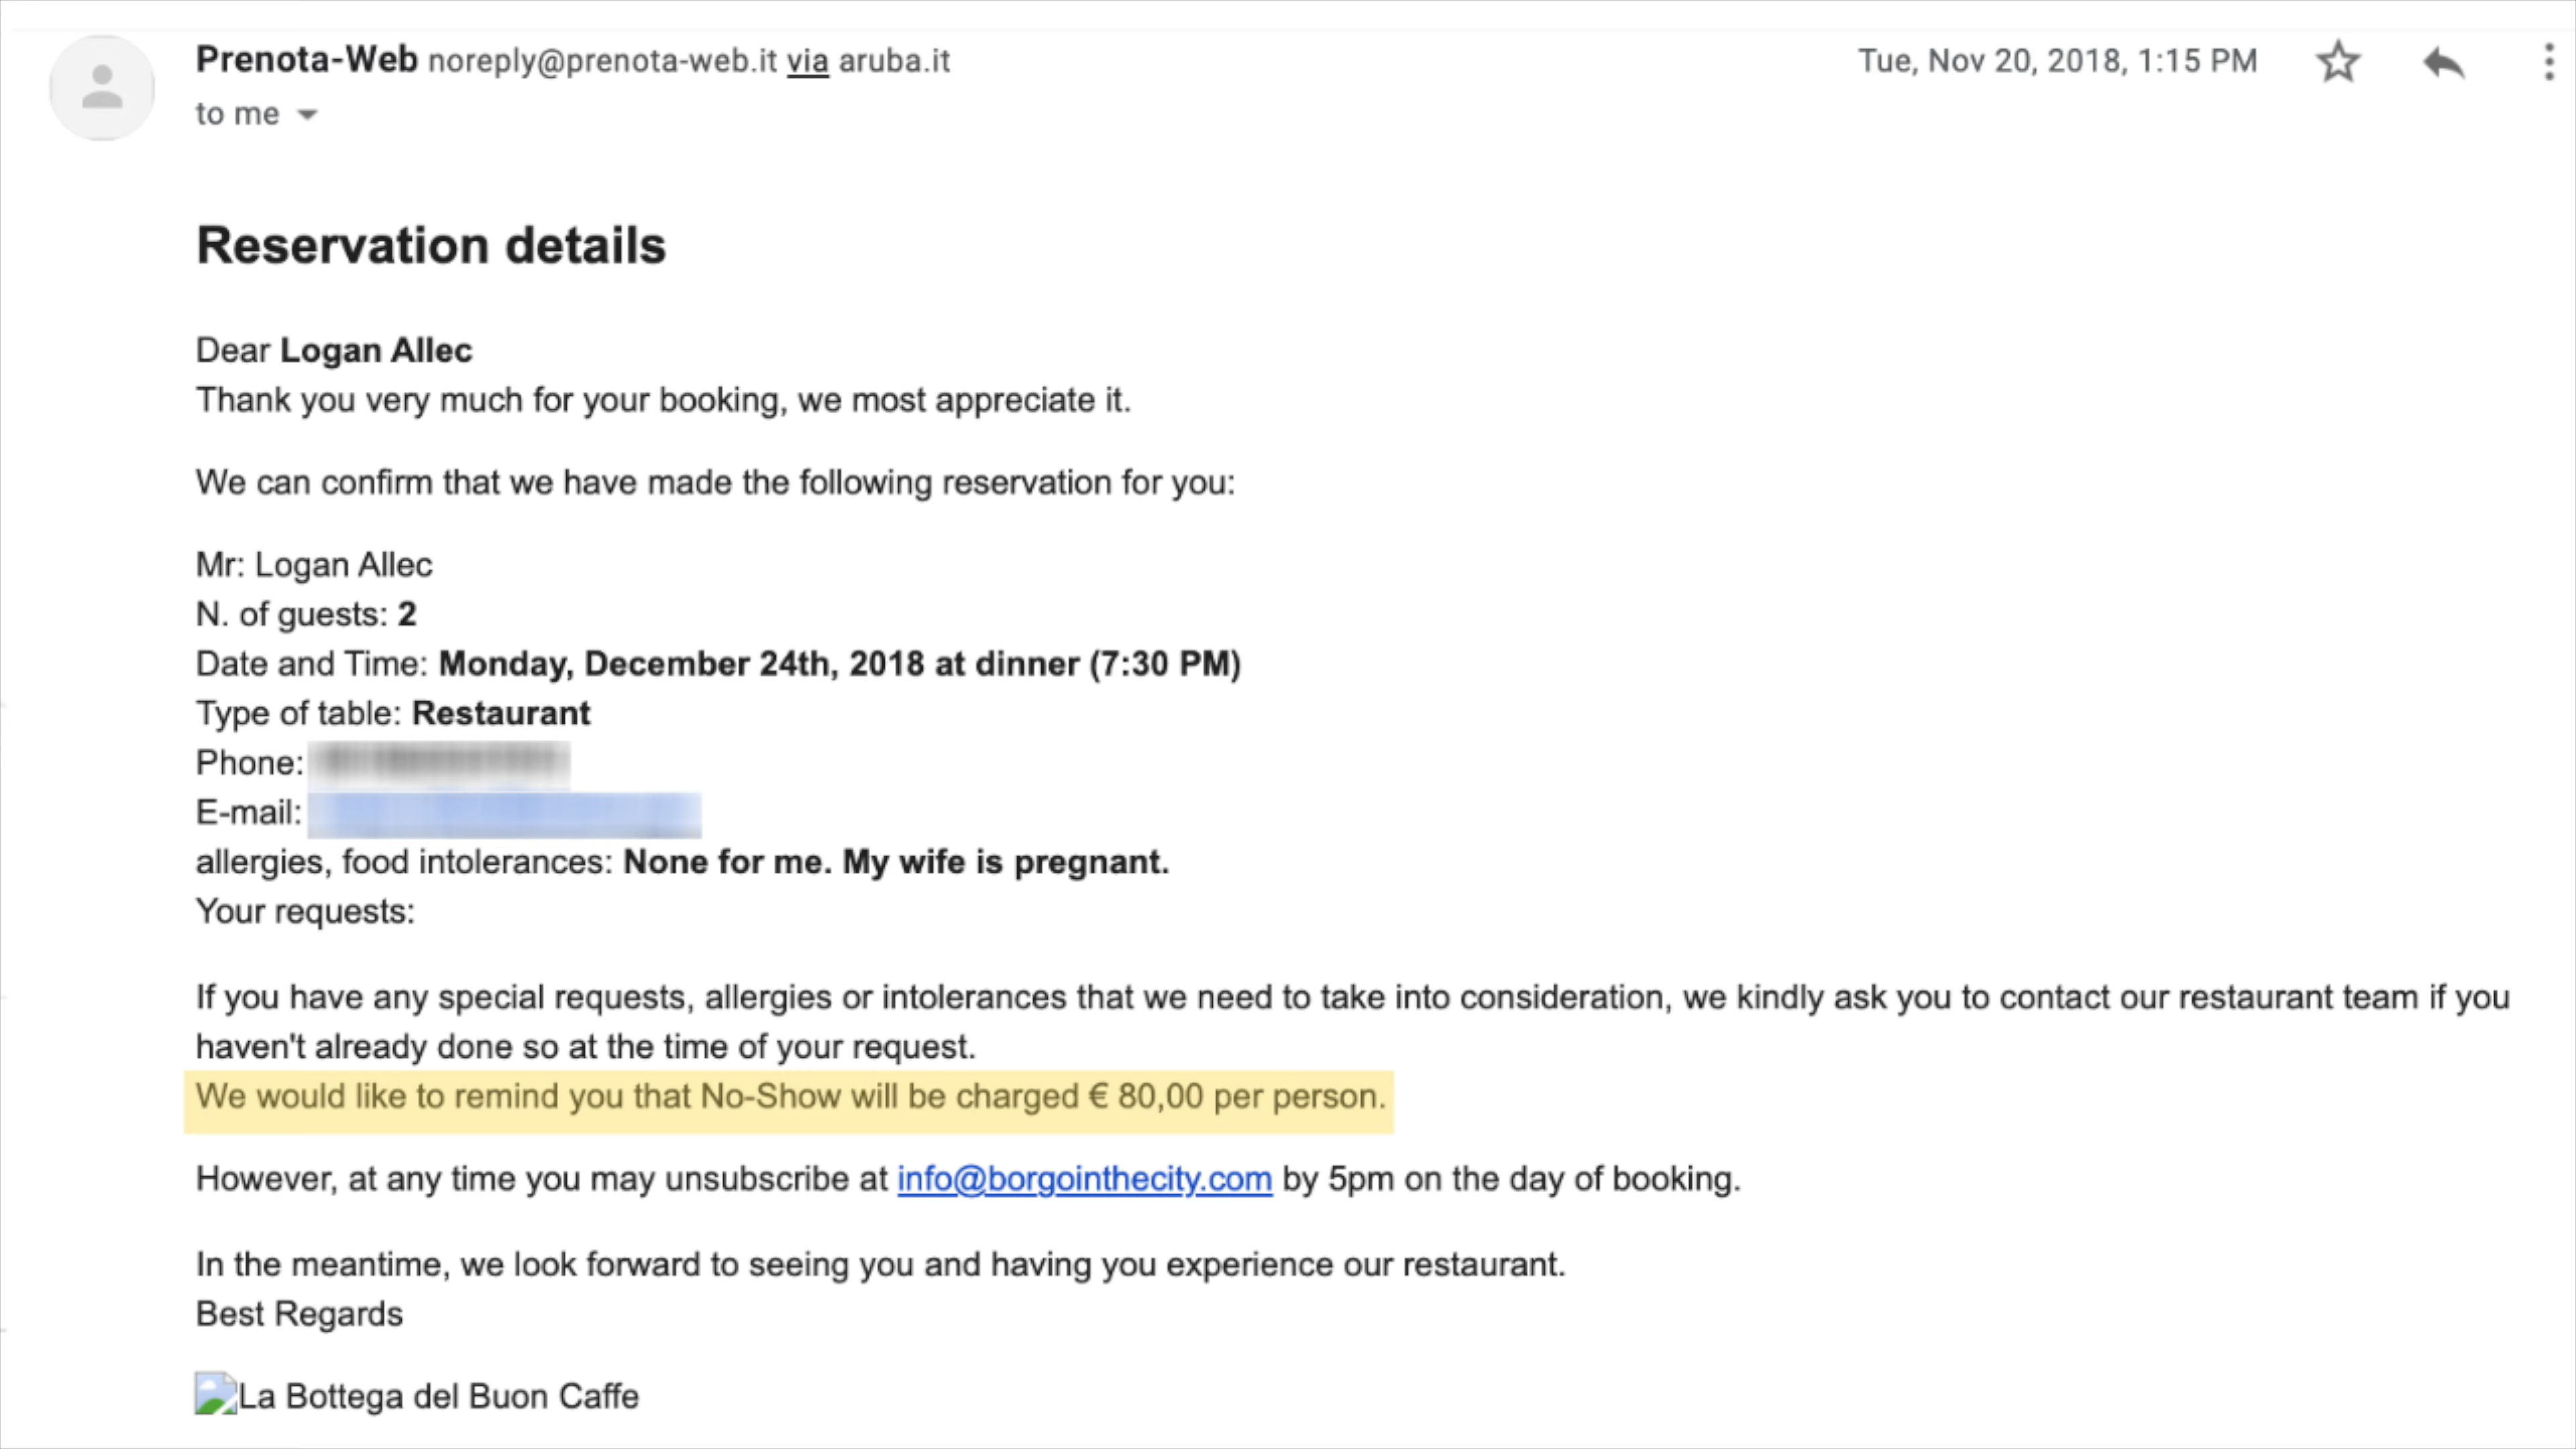 Prenota-Web noreply@prenota-web.it via aruba.it
Tue, Nov 20, 2018, 1:15 PM
to me
Reservation details
Dear Logan Allec
Thank you very much for your booking, we most appreciate it.
We can confirm that we have made the following reservation for you:
Mr: Logan Allec
N. of guests: 2
Date and Time: Monday, December 24th, 2018 at dinner (7:30 PM)
Type of table: Restaurant
Phone:
E-mail:
allergies, food intolerances: None for me. My wife is pregnant.
Your requests:
If you have any special requests, allergies or intolerances that we need to take into consideration, we kindly ask you to contact our restaurant team if you
haven't already done so at the time of your request.
We would like to remind you that No-Show will be charged € 80,00 per person.
However, at any time you may unsubscribe at info@borgointhecity.com by 5pm on the day of booking.
In the meantime, we look forward to seeing you and having you experience our restaurant.
Best Regards
La Bottega del Buon Caffe